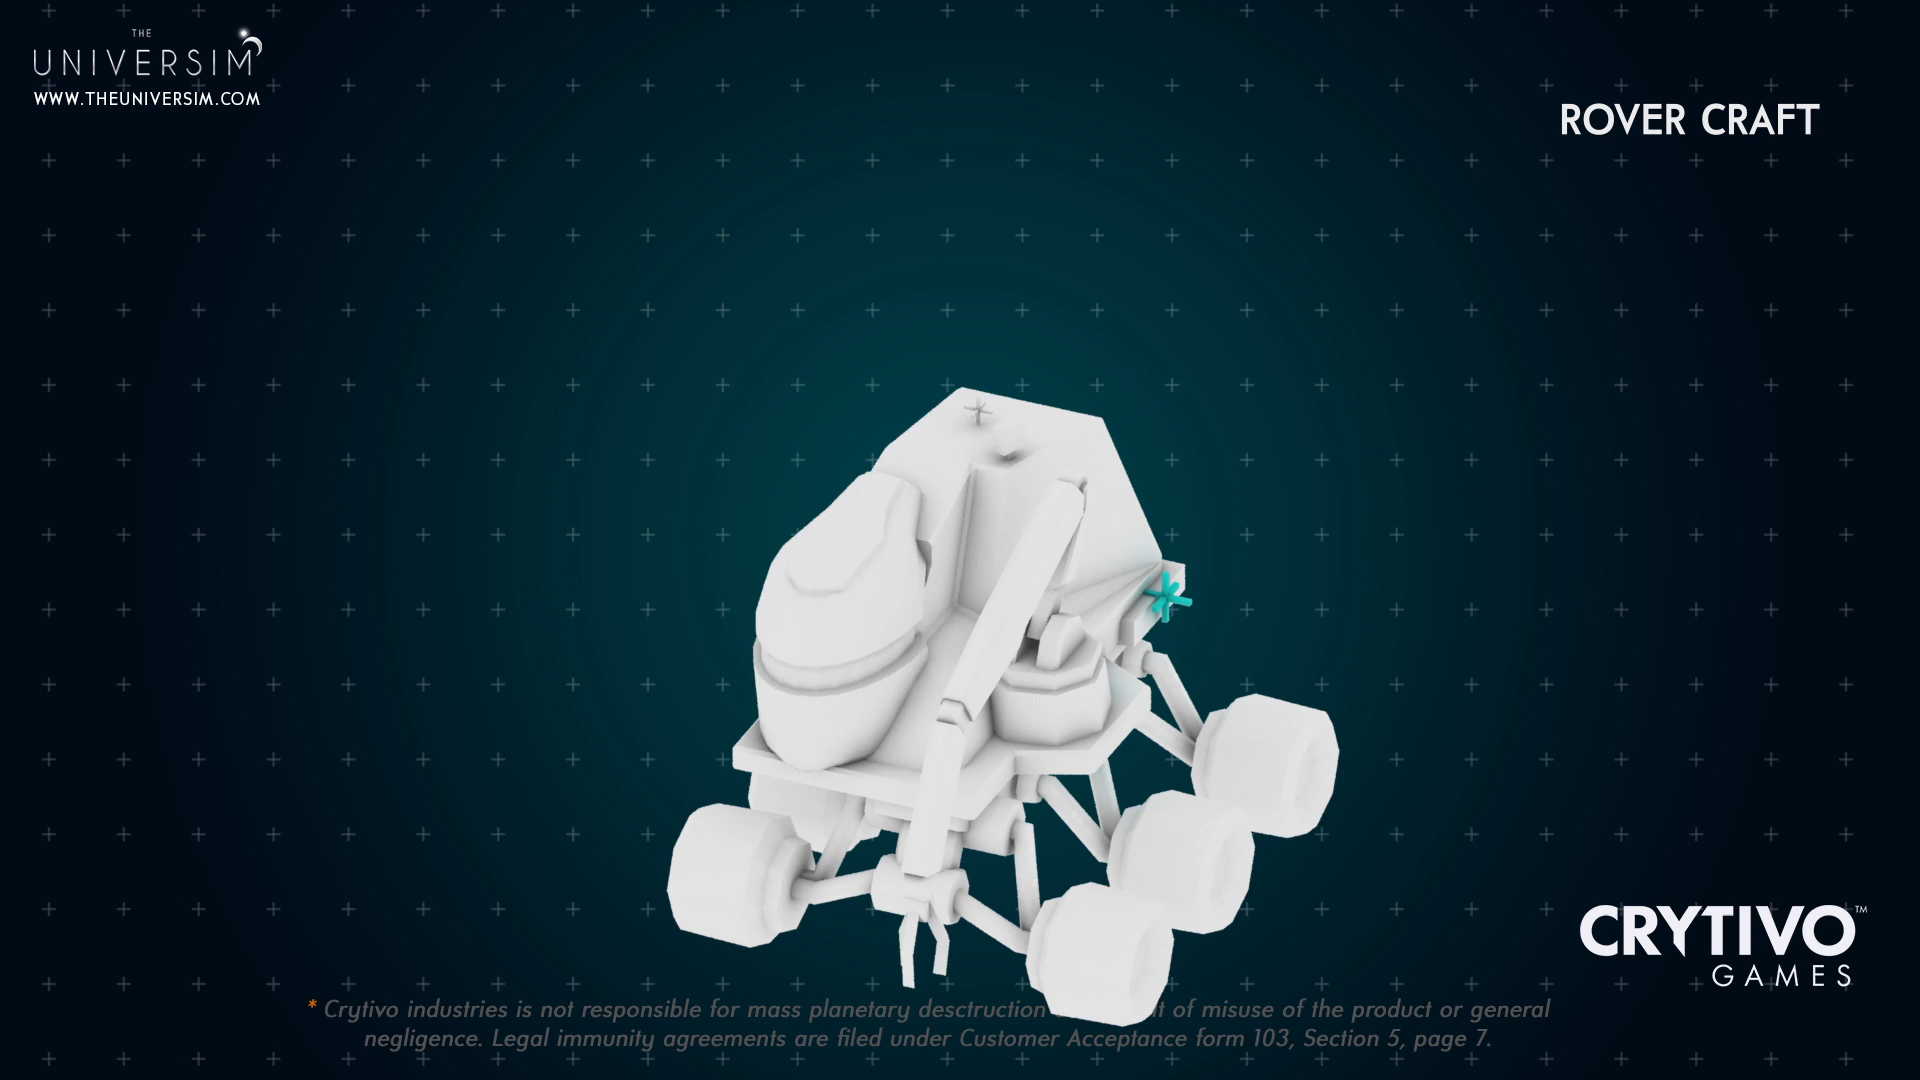 THE
UNIVERSIM
WWW.THEUNIVERSIM.COM
ROVER CRAFT
CRYTIVO™
GAMES
* Crytivo industries is not responsible for mass planetary desctruction of misuse of the product or general
negligence. Legal immunity agreements are filed under Customer Acceptance form 103, Section 5, page 7.